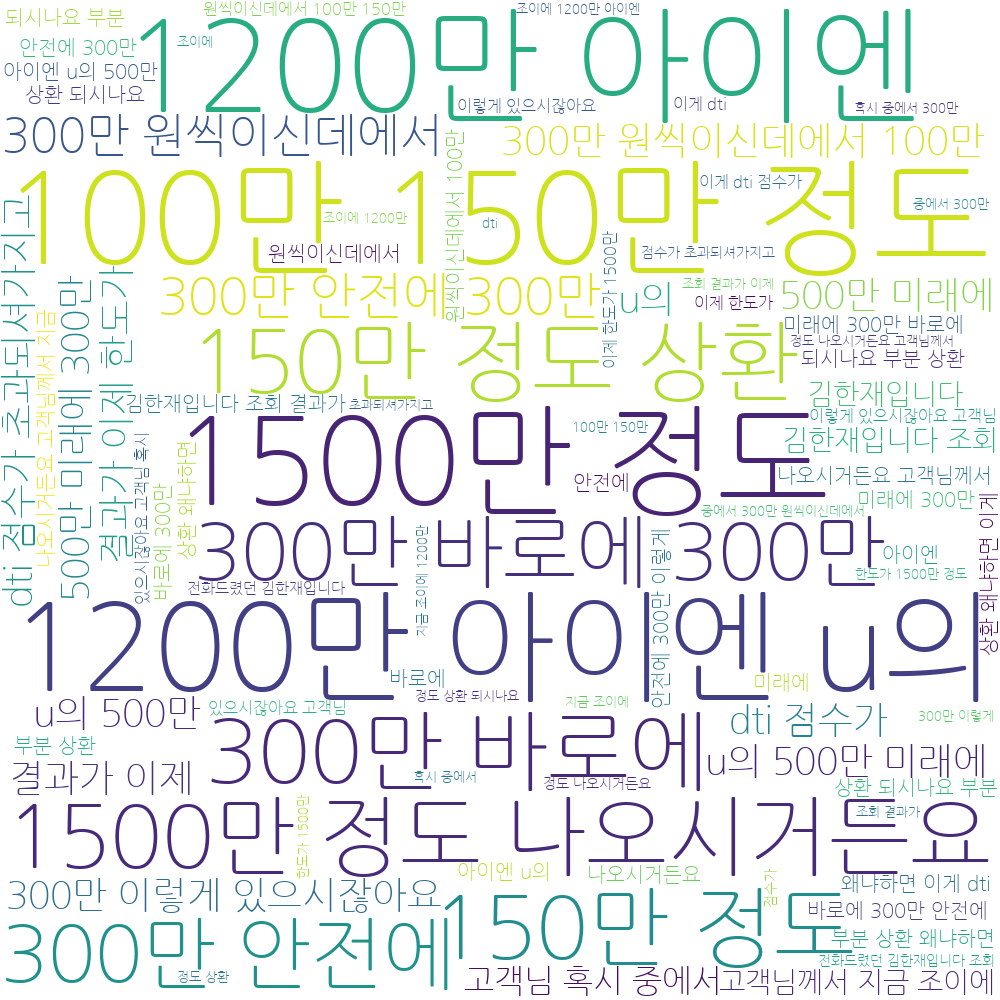 되시나요 부분
원씩이신데에서 100만 150만
조이에 1200만 아이엔
1200만 아이엔
조이에
안전에 300만
아이엔 u의 500만
상환 되시나요
이렇게 있으시잖아요
이게 dti
혹시 중에서 300만
300만 원씩이신데에서
300만 원씩이신데에서 100만
원씩이신데에서 100만
100만 150만 정도
이게 dti 점수가
중에서 300만
조이에 1200만
dti
원씩이신데에서
점수가 초과되셔가지고
dti 점수가 초과되셔가지고
300만 안전에 300만
이제 한도가 1500만
u의
조회 결과가 이제
이제 한도가
500만 미래에
500만 미래에 300만
결과가 이제 한도가
나오시거든요 고객님께서 지금
미래에 300만 바로에
정도 나오시거든요 고객님께서
되시나요 부분 상환
150만 정도 상환
김한재입니다
김한재입니다 조회 결과가
초과되셔가지고
이렇게 있으시잖아요 고객님
100만 150만
김한재입니다 조회
1500만 정도
있으시잖아요 고객님 혹시
상환 왜냐하면
바로에 300만
안전에
나오시거든요 고객님께서
미래에 300만
중에서 300만 원씩이신데에서
상환 왜냐하면 이게
300만 바로에 300만
지금 조이에 1200만
안전에 300만 이렇게
아이엔
한도가 1500만 정도
전화드렸던 김한재입니다
1200만 아이엔 u의
바로에
정도 상환 되시나요
미래에
지금 조이에
u의 500만
있으시잖아요 고객님
dti 점수가
300만 이렇게
300만 바로에
부분 상환
u의 500만 미래에
결과가 이제
혹시 중에서
정도 나오시거든요
상환 되시나요 부분
1500만 정도 나오시거든요
한도가 1500만
조회 결과가
아이엔 u의
나오시거든요
점수가
왜냐하면 이게 dti
300만 이렇게 있으시잖아요
150만 정도
바로에 300만 안전에
300만 안전에
부분 상환 왜냐하면
전화드렸던 김한재입니다 조회
정도 상환
고객님 혹시 중에서
고객님께서 지금 조이에